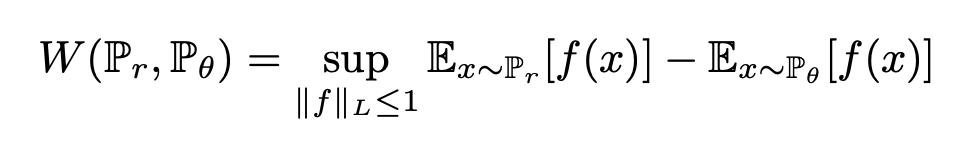 W(ℙ_r, ℙ_θ) = sup_{‖f‖_L ≤ 1} 𝔼_{x∼ℙ_r}[f(x)] − 𝔼_{x∼ℙ_θ}[f(x)]